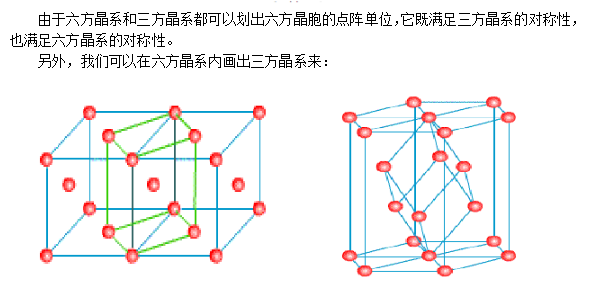 由于六方晶系和三方晶系都可以划出六方晶胞的点阵单位,它既满足三方晶系的对称性,
也满足六方晶系的对称性。
另外,我们可以在六方晶系内画出三方晶系来: